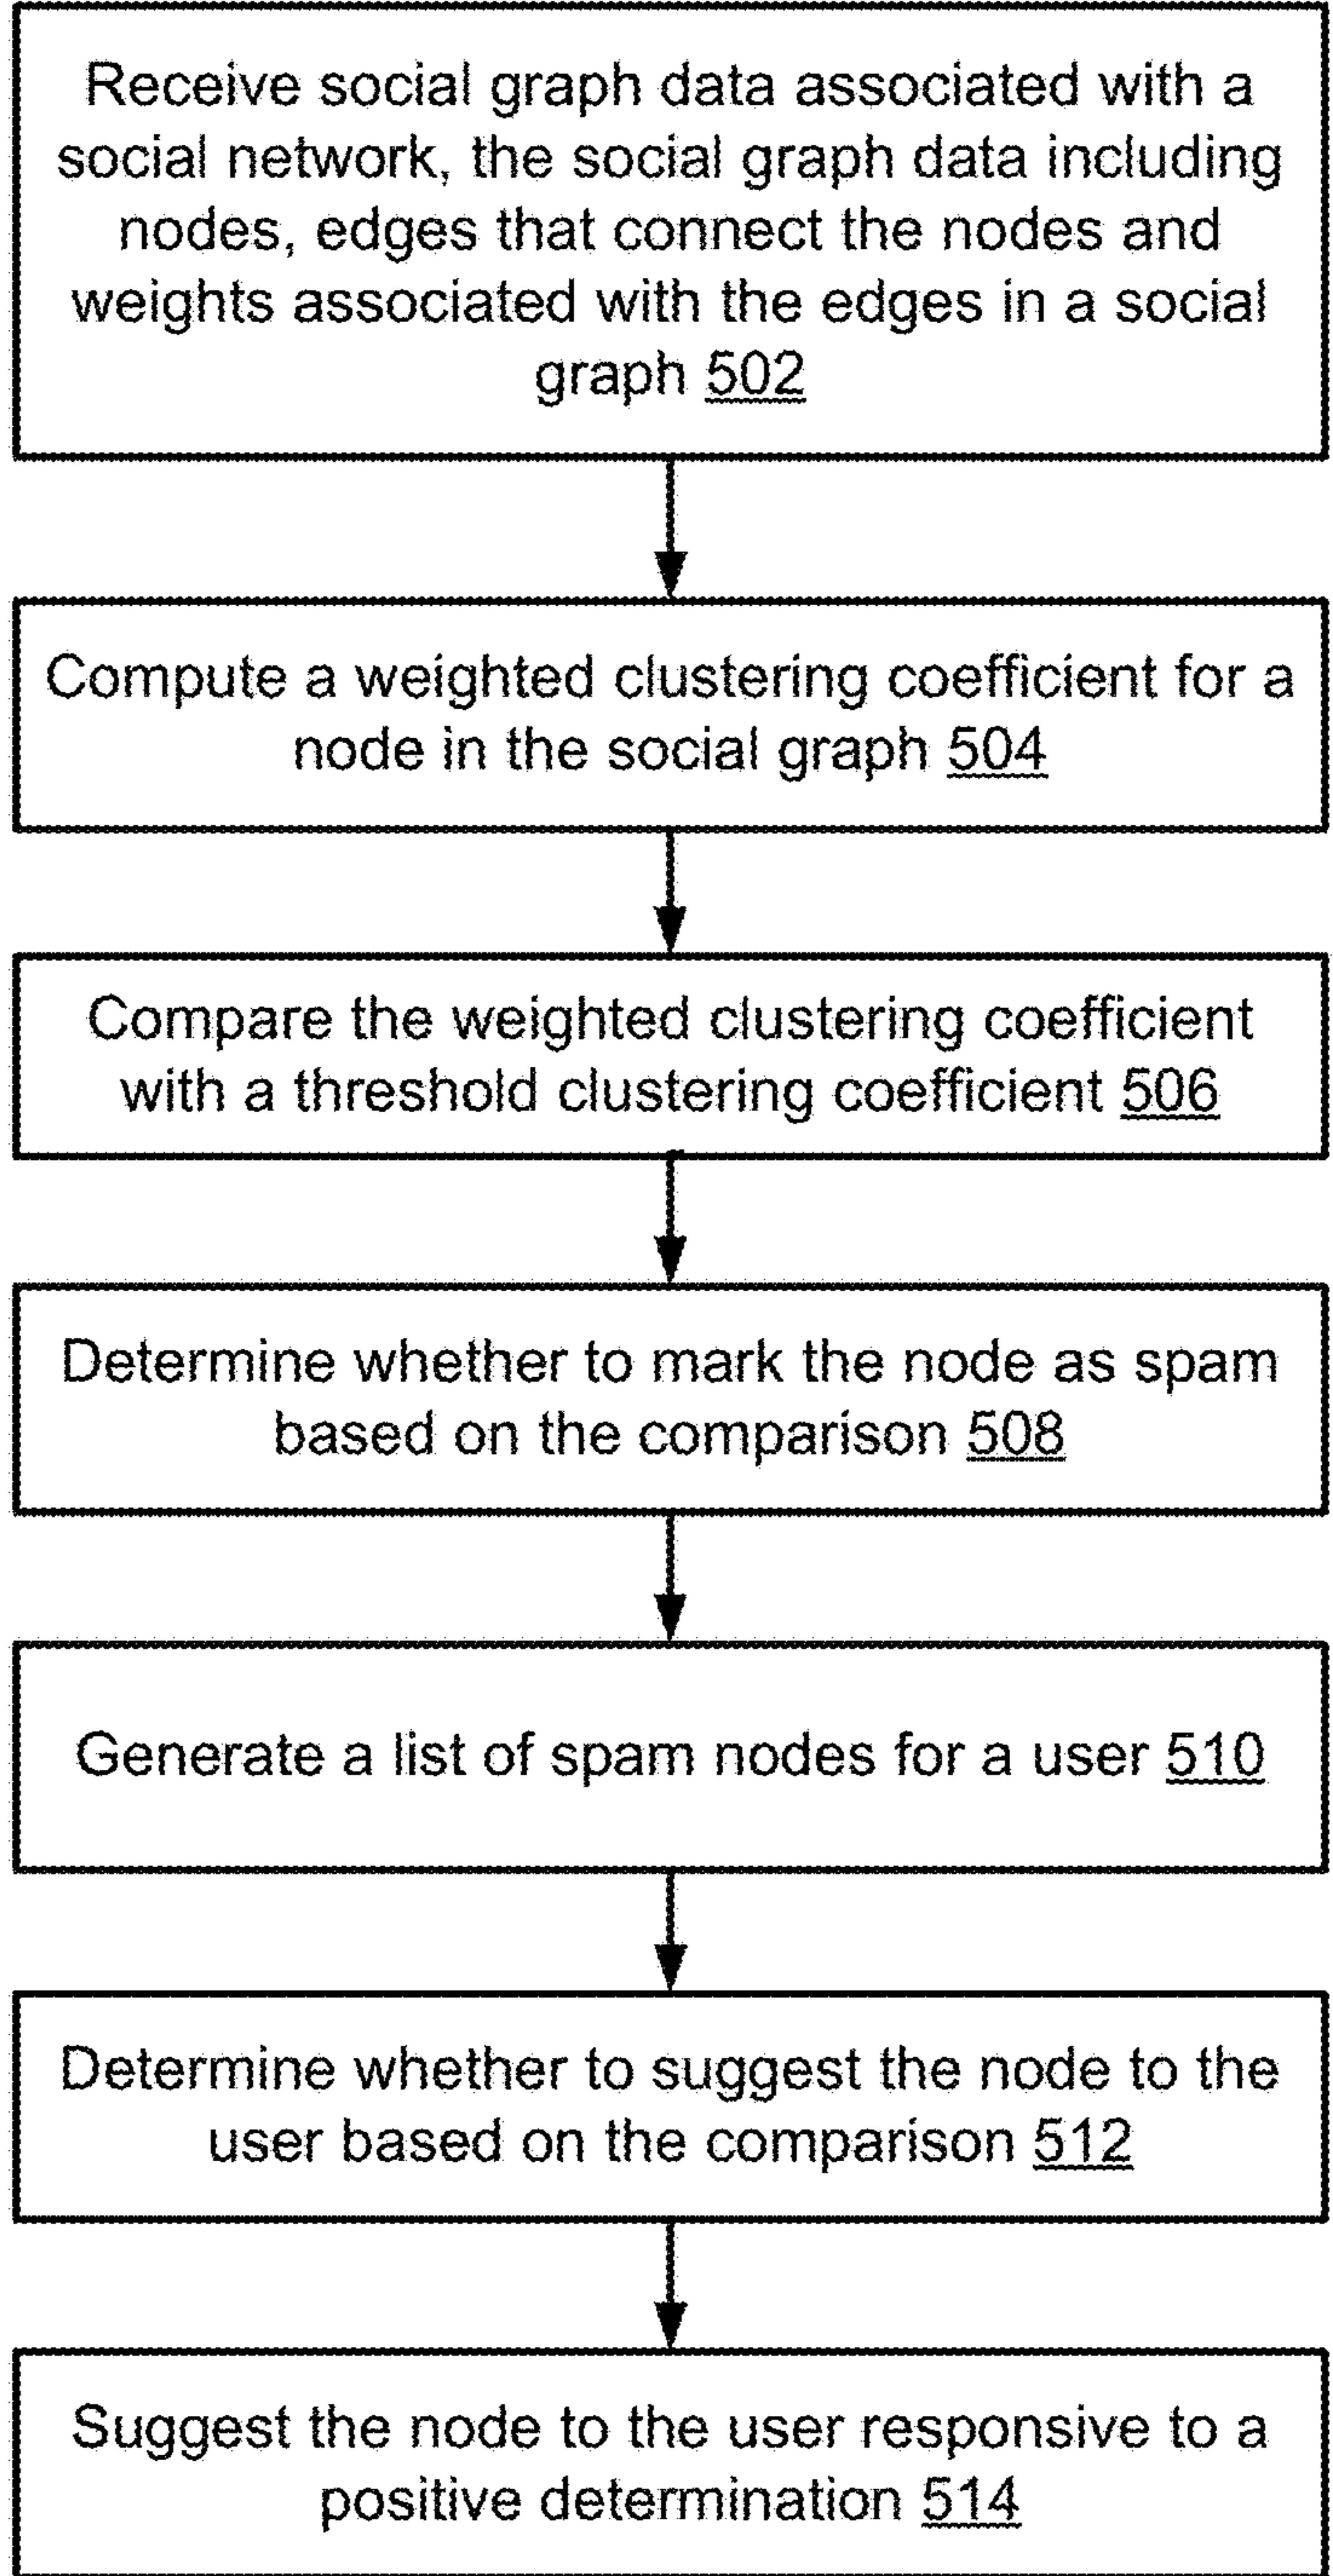 Receive social graph data associated with a
social network, the social graph data including
nodes, edges that connect the nodes and
weights associated with the edges in a social
graph 502
Compute a weighted clustering coefficient for a
node in the social graph 504
Compare the weighted clustering coefficient
with a threshold clustering coefficient 506
Determine whether to mark the node as spam
based on the comparison 508
Generate a list of spam nodes for a user 510
Determine whether to suggest the node to the
user based on the comparison 512
Suggest the node to the user responsive to a
positive determination 514